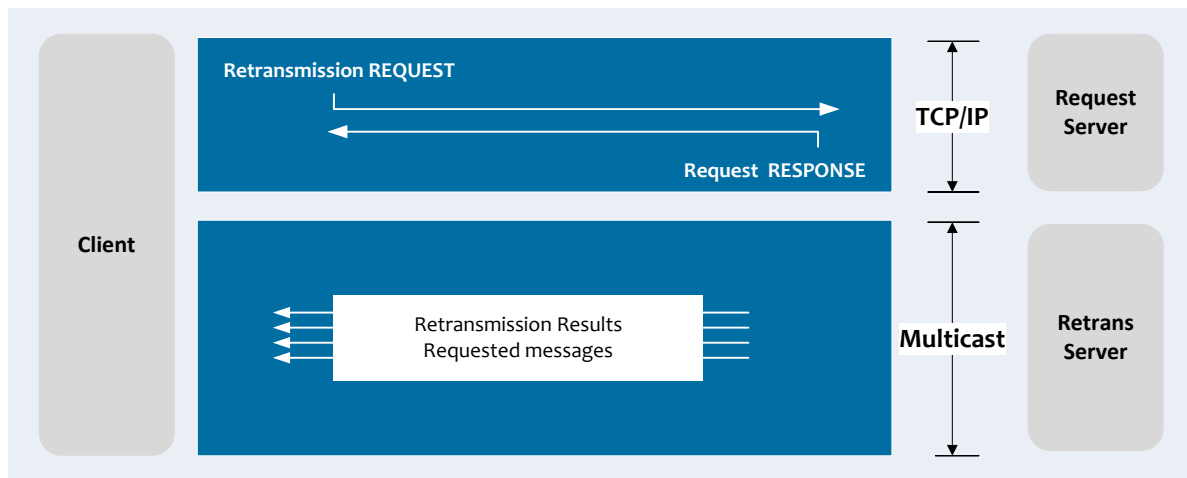 Retransmission REQUEST
Request RESPONSE
TCP/IP
Request
Server
Client
Retransmission Results
Requested messages
Multicast
Retrans
Server